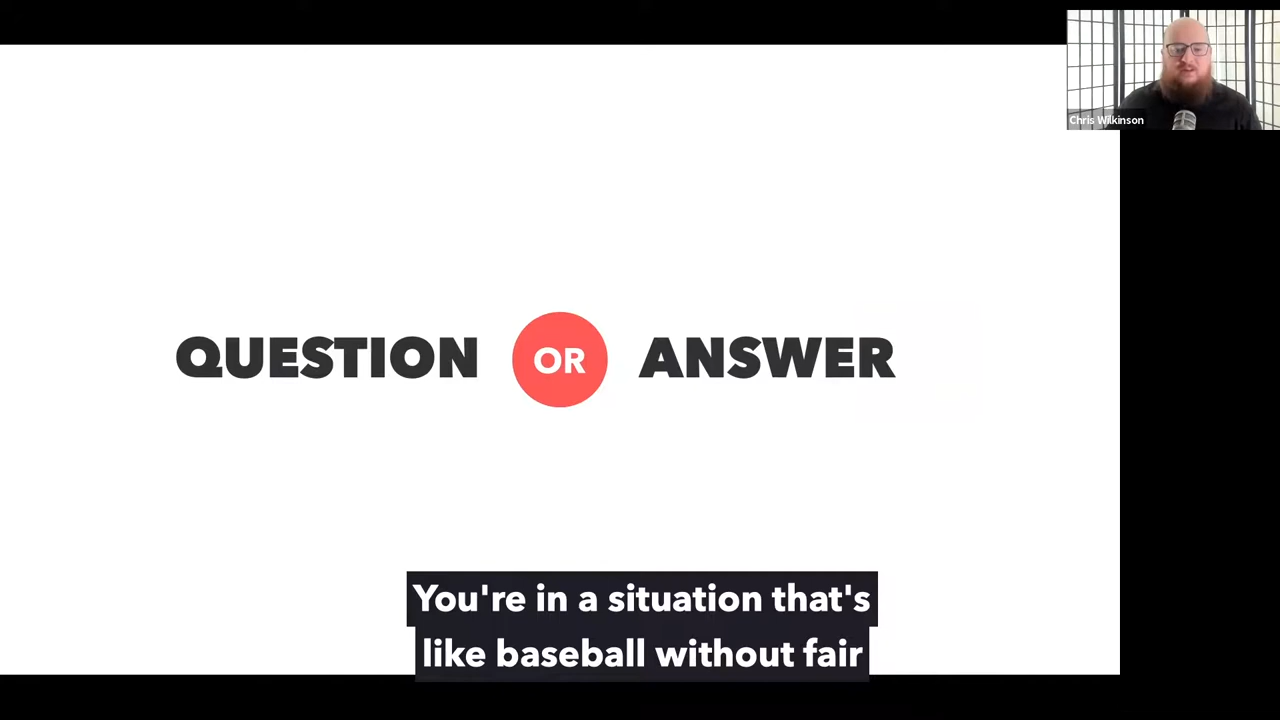 Chris Wilkinson
QUESTION OR ANSWER
You're in a situation that's
like baseball without fair